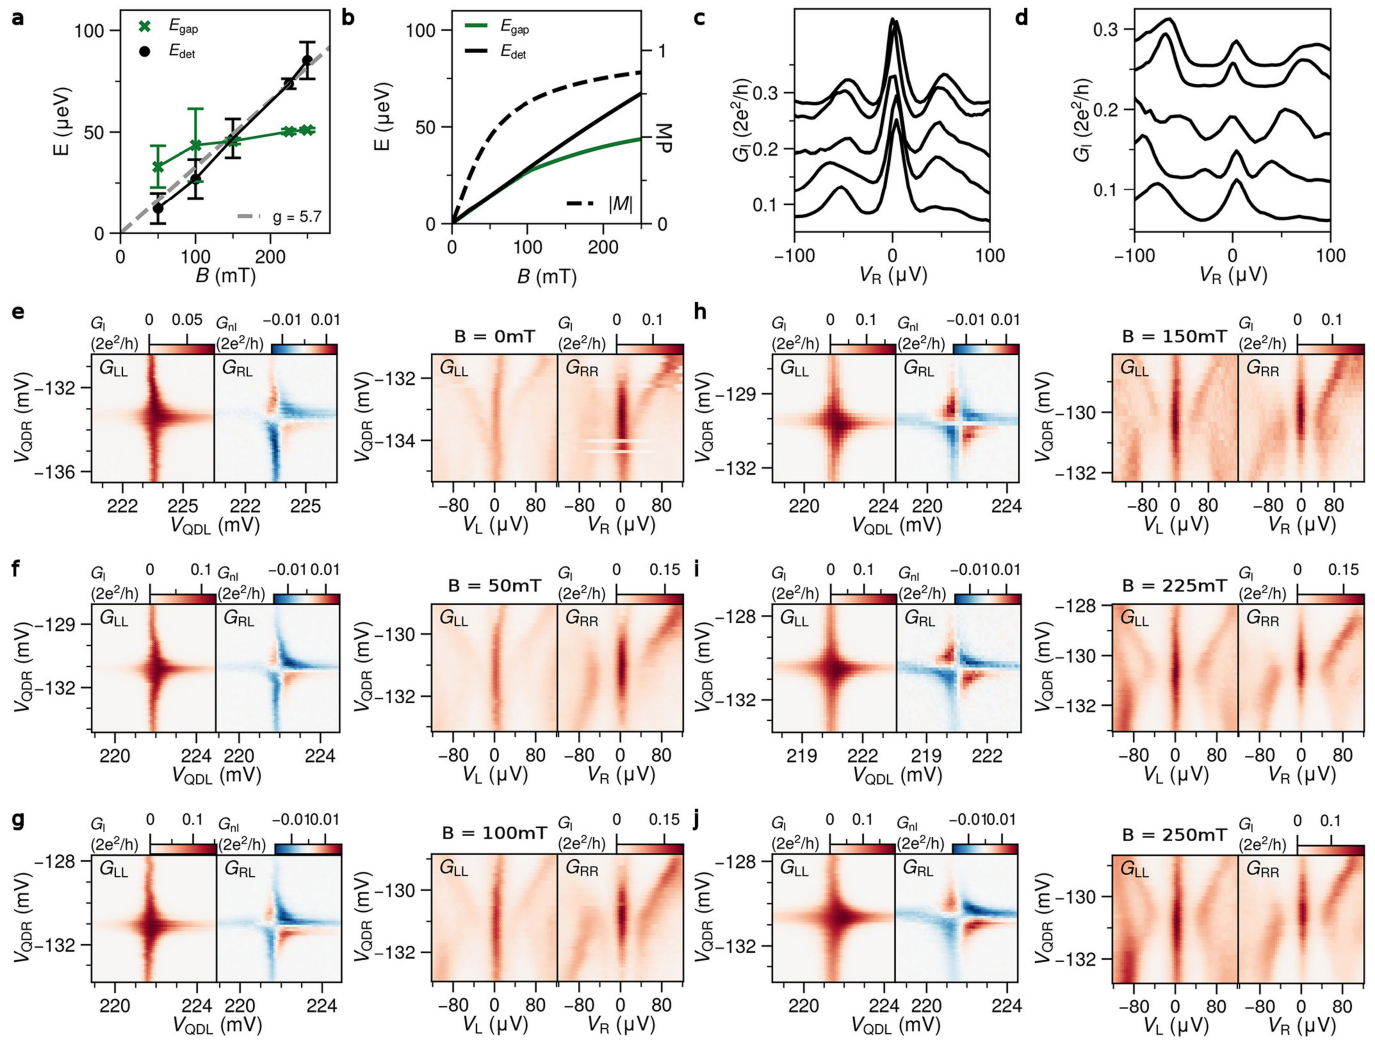 a
100
50
0
E (µeV)
E_gap
E_det
g = 5.7
0 100 200
B (mT)
b
100
50
0
E (µeV)
E_gap
E_det
|M|
1
0
MP
0 100 200
B (mT)
c
0.3
0.2
0.1
G_l (2e²/h)
−100 0 100
V_R (µV)
d
0.3
0.2
0.1
G_l (2e²/h)
−100 0 100
V_R (µV)
e
G_l (2e²/h) 0 0.05
G_nl (2e²/h) −0.01 0.01
G_LL G_RL
−132
−136
V_QDR (mV)
222 225 222 225
V_QDL (mV)
B = 0mT
G_l (2e²/h) 0 0.1
G_LL G_RR
−132
−134
V_QDR (mV)
−80 0 80 −80 0 80
V_L (µV) V_R (µV)
h
G_l (2e²/h) 0 0.1
G_nl (2e²/h) −0.01 0.01
G_LL G_RL
−129
−132
V_QDR (mV)
220 224 220 224
V_QDL (mV)
B = 150mT
G_l (2e²/h) 0 0.1
G_LL G_RR
−130
−132
V_QDR (mV)
−80 0 80 −80 0 80
V_L (µV) V_R (µV)
f
G_l (2e²/h) 0 0.1
G_nl (2e²/h) −0.01 0.01
G_LL G_RL
−129
−132
V_QDR (mV)
220 224 220 224
V_QDL (mV)
B = 50mT
G_l (2e²/h) 0 0.15
G_LL G_RR
−130
−132
V_QDR (mV)
−80 0 80 −80 0 80
V_L (µV) V_R (µV)
i
G_l (2e²/h) 0 0.1
G_nl (2e²/h) −0.01 0.01
G_LL G_RL
−128
−132
V_QDR (mV)
219 222 219 222
V_QDL (mV)
B = 225mT
G_l (2e²/h) 0 0.15
G_LL G_RR
−128
−130
−132
V_QDR (mV)
−80 0 80 −80 0 80
V_L (µV) V_R (µV)
g
G_l (2e²/h) 0 0.1
G_nl (2e²/h) −0.01 0.01
G_LL G_RL
−128
−132
V_QDR (mV)
220 224 220 224
V_QDL (mV)
B = 100mT
G_l (2e²/h) 0 0.15
G_LL G_RR
−130
−132
V_QDR (mV)
−80 0 80 −80 0 80
V_L (µV) V_R (µV)
j
G_l (2e²/h) 0 0.1
G_nl (2e²/h) −0.01 0.01
G_LL G_RL
−128
−132
V_QDR (mV)
220 224 220 224
V_QDL (mV)
B = 250mT
G_l (2e²/h) 0 0.1
G_LL G_RR
−130
−132
V_QDR (mV)
−80 0 80 −80 0 80
V_L (µV) V_R (µV)